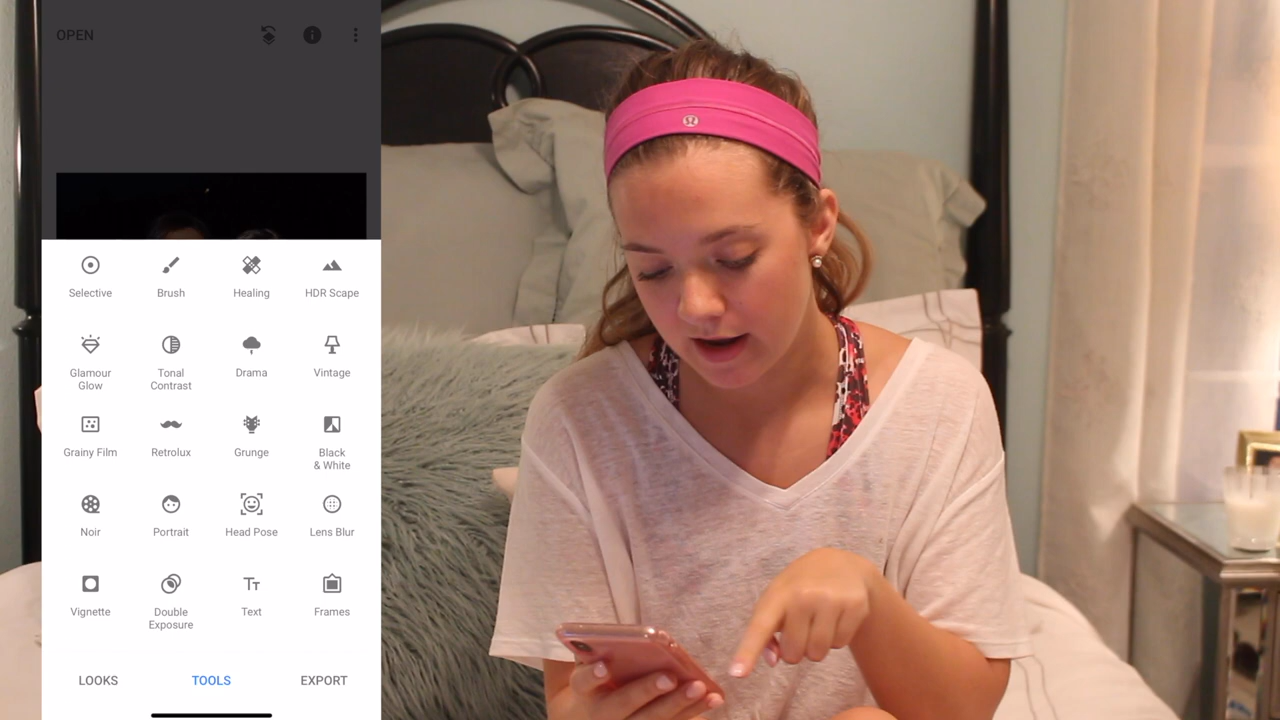 OPEN
Selective
Brush
Healing
HDR Scape
Glamour
Glow
Tonal
Contrast
Drama
Vintage
Grainy Film
Retrolux
Grunge
Black
& White
Noir
Portrait
Head Pose
Lens Blur
Vignette
Double
Exposure
Text
Frames
LOOKS
TOOLS
EXPORT